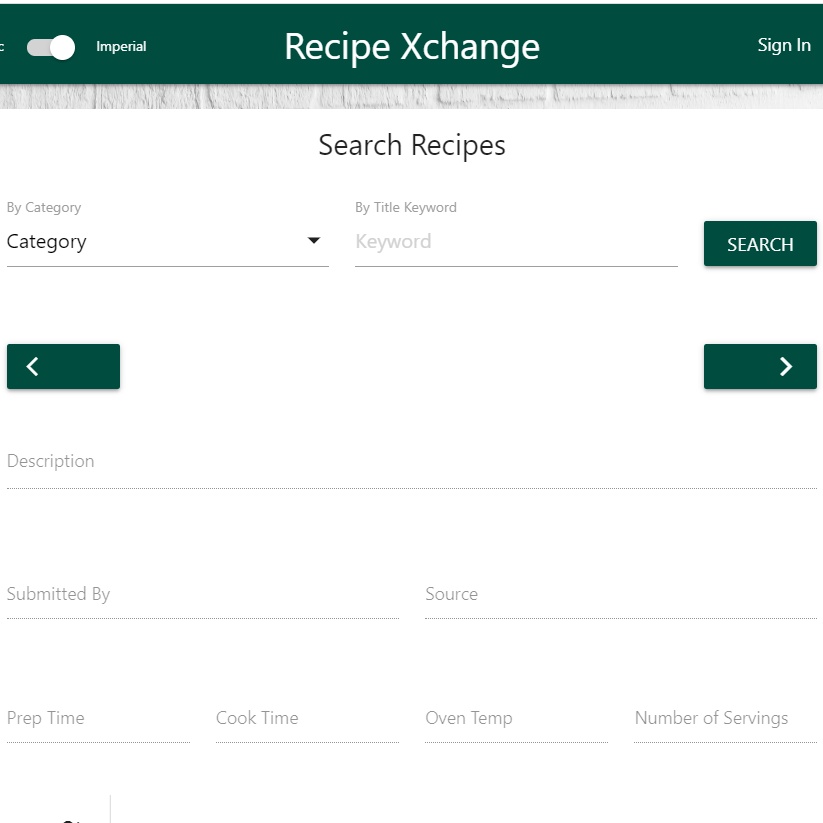 Imperial
Recipe Xchange
Sign In
Search Recipes
By Category
By Title Keyword
Category
Keyword
SEARCH
Description
Submitted By
Source
Prep Time
Cook Time
Oven Temp
Number of Servings